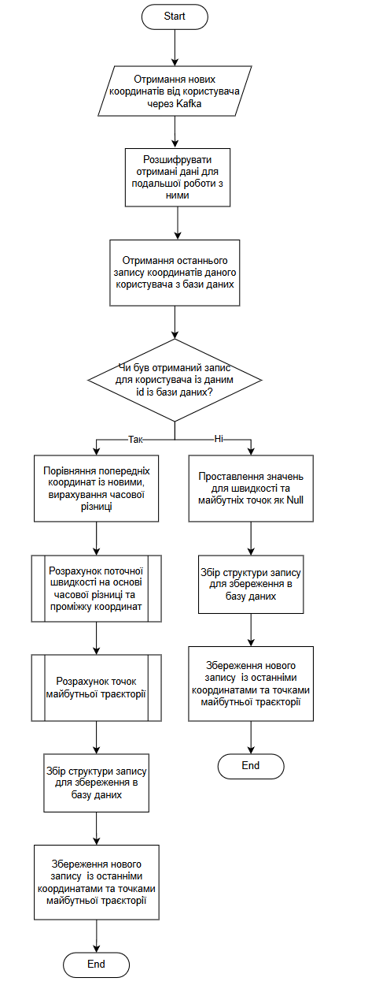 Start
Отримання нових
координатів від користувача
через Kafka
Розшифрувати
отримані дані для
подальшої роботи з
ними
Отримання останнього
запису координатів даного
користувача з бази даних
Чи був отриманий запис
для користувача із даним
id із бази даних?
Так
Ні
Порівняння попередніх
координат із новими,
вирахування часової
різниці
Розрахунок поточної
швидкості на основі
часової різниці та
проміжку координат
Розрахунок точок
майбутньої траєкторії
Збір структури запису
для збереження в
базу даних
Збереження нового
запису  із останніми
координатами та точками
майбутньої траєкторії
End
Проставлення значень
для швидкості та
майбутніх точок як Null
Збір структури запису
для збереження в
базу даних
Збереження нового
запису  із останніми
координатами та точками
майбутньої траєкторії
End